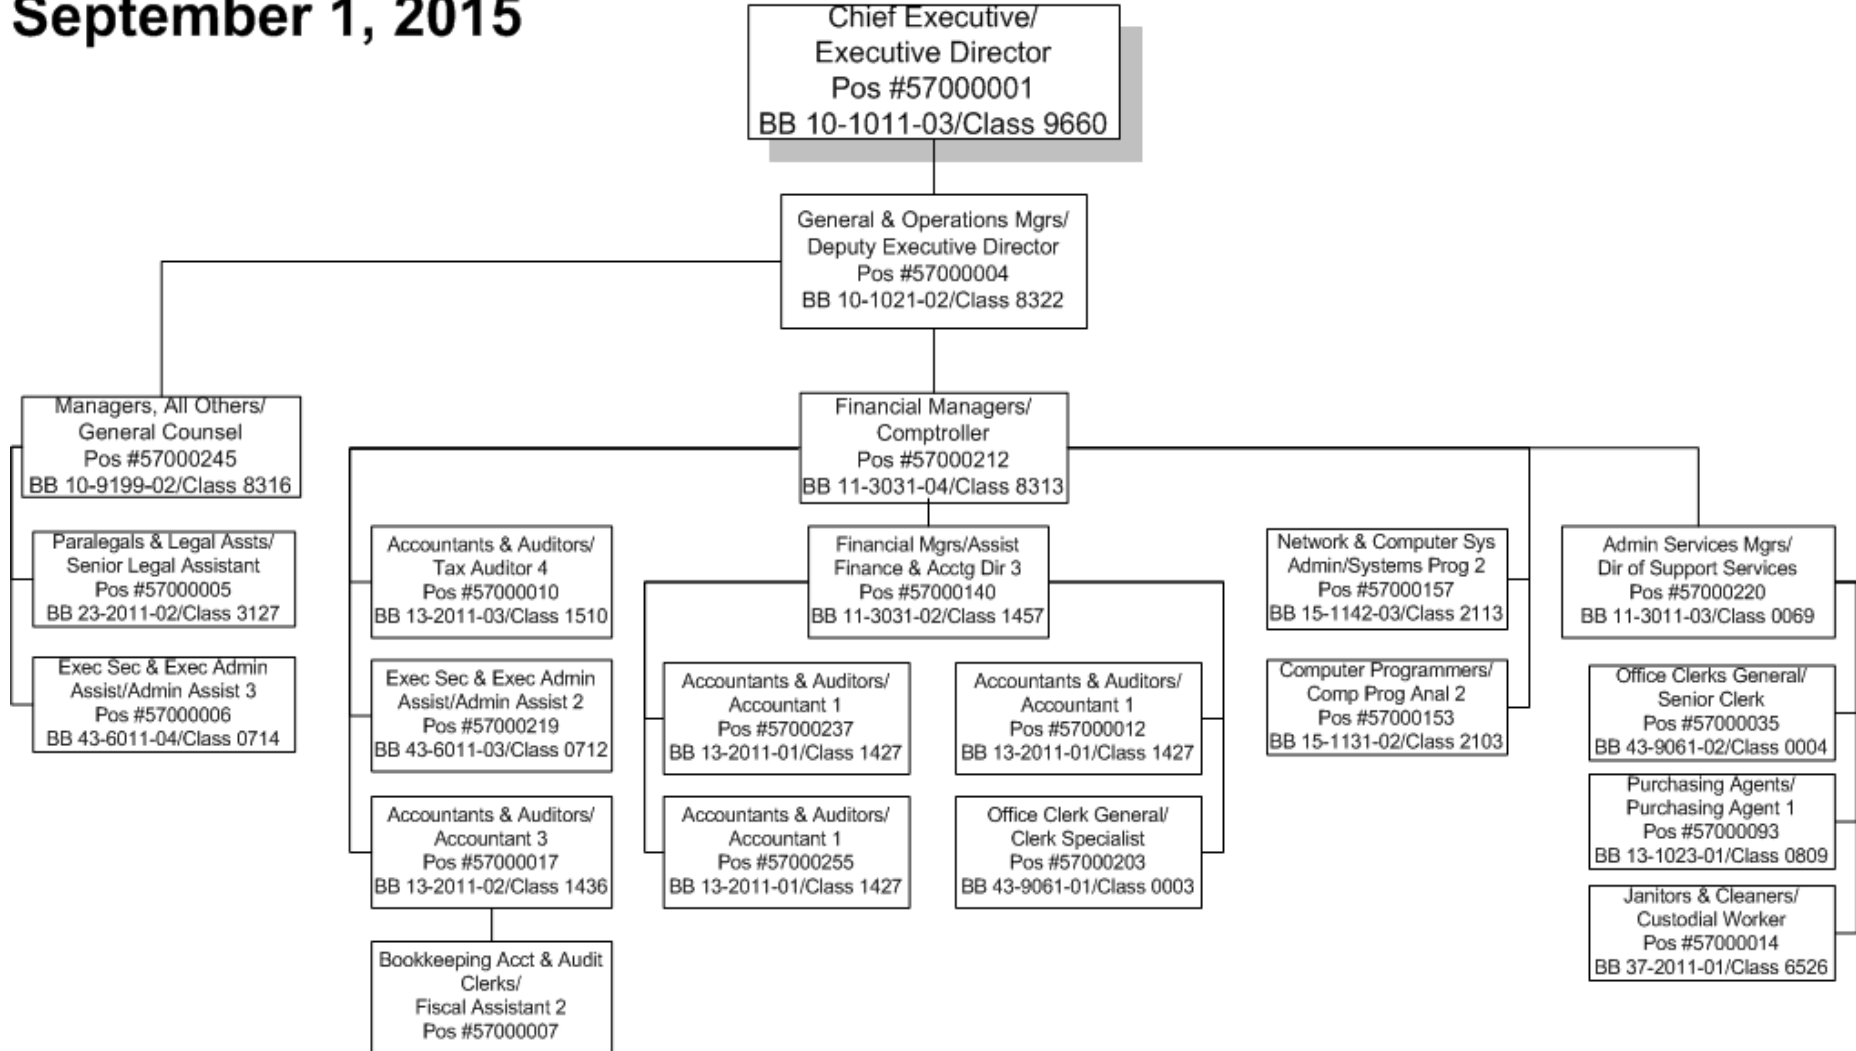 September 1, 2015
Chief Executive/
Executive Director
Pos #57000001
BB 10-1011-03/Class 9660
General & Operations Mgrs/
Deputy Executive Director
Pos #57000004
BB 10-1021-02/Class 8322
Managers, All Others/
General Counsel
Pos #57000245
BB 10-9199-02/Class 8316
Financial Managers/
Comptroller
Pos #57000212
BB 11-3031-04/Class 8313
Paralegals & Legal Assts/
Senior Legal Assistant
Pos #57000005
BB 23-2011-02/Class 3127
Exec Sec & Exec Admin
Assist/Admin Assist 3
Pos #57000006
BB 43-6011-04/Class 0714
Accountants & Auditors/
Tax Auditor 4
Pos #57000010
BB 13-2011-03/Class 1510
Exec Sec & Exec Admin
Assist/Admin Assist 2
Pos #57000219
BB 43-6011-03/Class 0712
Accountants & Auditors/
Accountant 3
Pos #57000017
BB 13-2011-02/Class 1436
Bookkeeping Acct & Audit
Clerks/
Fiscal Assistant 2
Pos #57000007
Financial Mgrs/Assist
Finance & Acctg Dir 3
Pos #57000140
BB 11-3031-02/Class 1457
Accountants & Auditors/
Accountant 1
Pos #57000237
BB 13-2011-01/Class 1427
Accountants & Auditors/
Accountant 1
Pos #57000255
BB 13-2011-01/Class 1427
Accountants & Auditors/
Accountant 1
Pos #57000012
BB 13-2011-01/Class 1427
Office Clerk General/
Clerk Specialist
Pos #57000203
BB 43-9061-01/Class 0003
Network & Computer Sys
Admin/Systems Prog 2
Pos #57000157
BB 15-1142-03/Class 2113
Computer Programmers/
Comp Prog Anal 2
Pos #57000153
BB 15-1131-02/Class 2103
Admin Services Mgrs/
Dir of Support Services
Pos #57000220
BB 11-3011-03/Class 0069
Office Clerks General/
Senior Clerk
Pos #57000035
BB 43-9061-02/Class 0004
Purchasing Agents/
Purchasing Agent 1
Pos #57000093
BB 13-1023-01/Class 0809
Janitors & Cleaners/
Custodial Worker
Pos #57000014
BB 37-2011-01/Class 6526